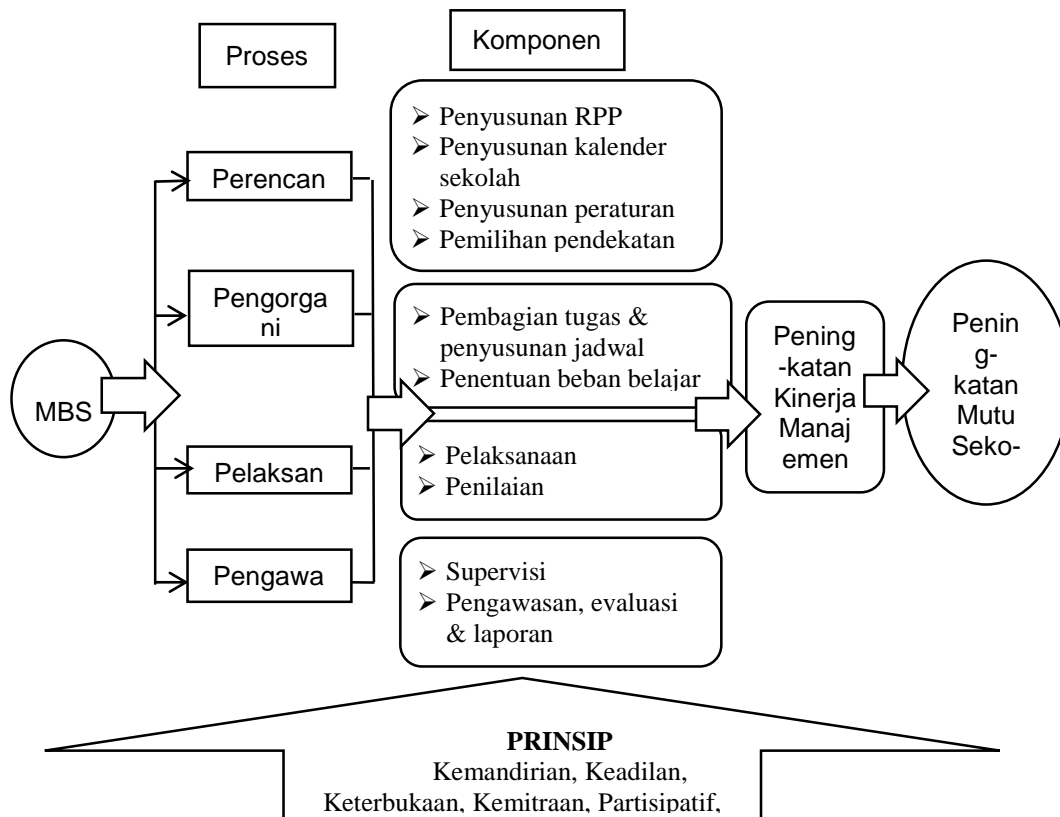 Proses
Komponen
➢ Penyusunan RPP
➢ Penyusunan kalender
sekolah
➢ Penyusunan peraturan
➢ Pemilihan pendekatan
Perencan
Pengorga
ni
Pelaksan
Pengawa
MBS
➢ Pembagian tugas &
penyusunan jadwal
➢ Penentuan beban belajar
➢ Pelaksanaan
➢ Penilaian
➢ Supervisi
➢ Pengawasan, evaluasi
& laporan
Pening
-katan
Kinerja
Manaj
emen
Penin
g-
katan
Mutu
Seko-
PRINSIP
Kemandirian, Keadilan,
Keterbukaan, Kemitraan, Partisipatif,